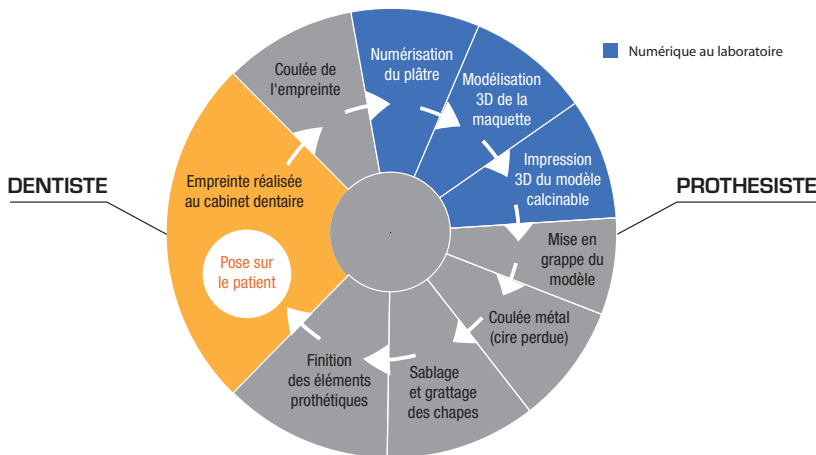 Coulée de
l'empreinte
Numérisation
du plâtre
Numérique au laboratoire
Modélisation
3D de la
maquette
Impression
3D du modèle
calcinable
DENTISTE
Empreinte réalisée
au cabinet dentaire
PROTHESISTE
Mise en
grappe du
modèle
Pose sur
le patient
Coulée métal
(cire perdue)
Sablage
et grattage
des chapes
Finition
des éléments
prothétiques